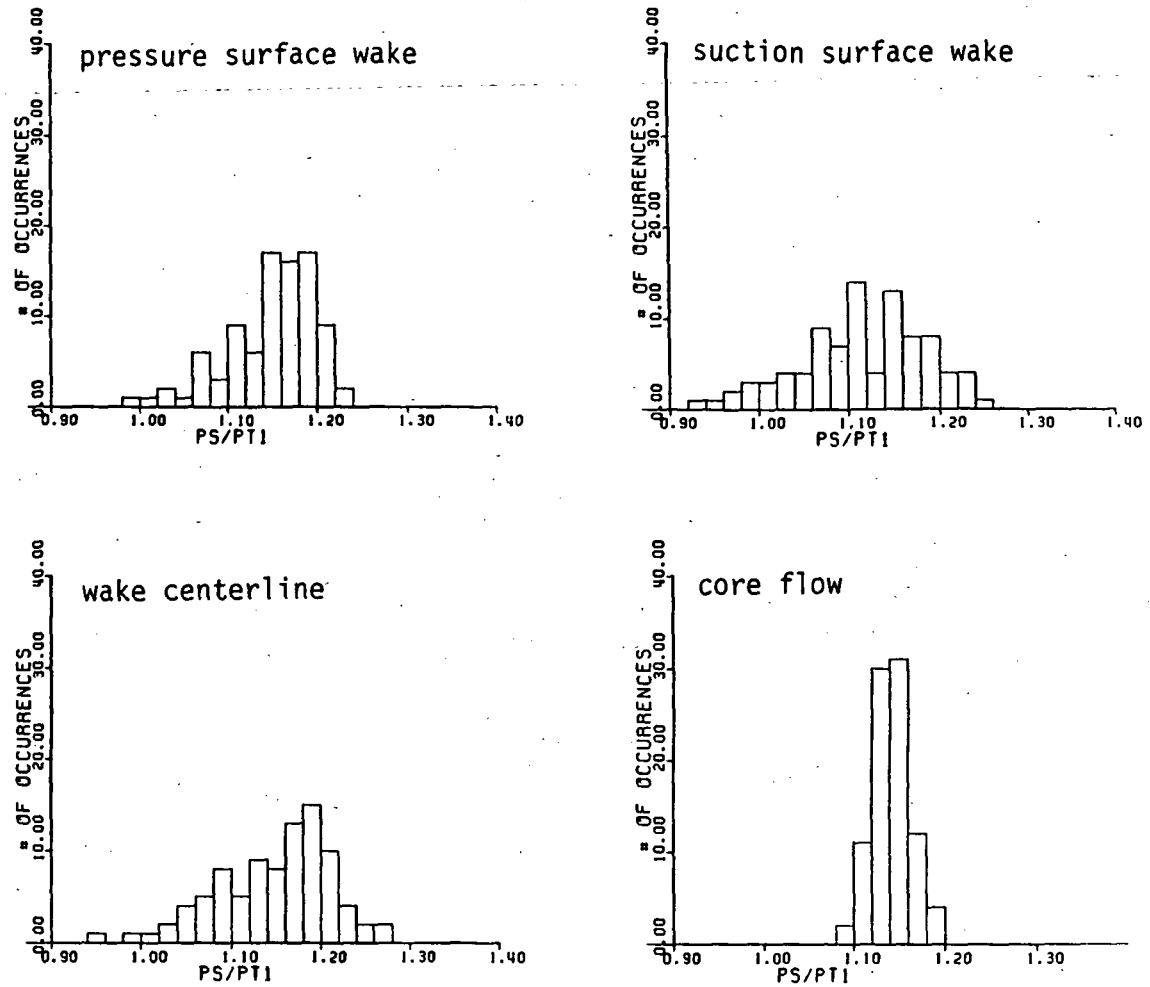 pressure surface wake
# OF OCCURRENCES
0.00 10.00 20.00 30.00 40.00
0.90 1.00 1.10 1.20 1.30 1.40
PS/PT1
suction surface wake
# OF OCCURRENCES
0.00 10.00 20.00 30.00 40.00
0.90 1.00 1.10 1.20 1.30 1.40
PS/PT1
wake centerline
# OF OCCURRENCES
0.00 10.00 20.00 30.00 40.00
0.90 1.00 1.10 1.20 1.30
PS/PT1
core flow
# OF OCCURRENCES
0.00 10.00 20.00 30.00 40.00
0.90 1.00 1.10 1.20 1.30
PS/PT1